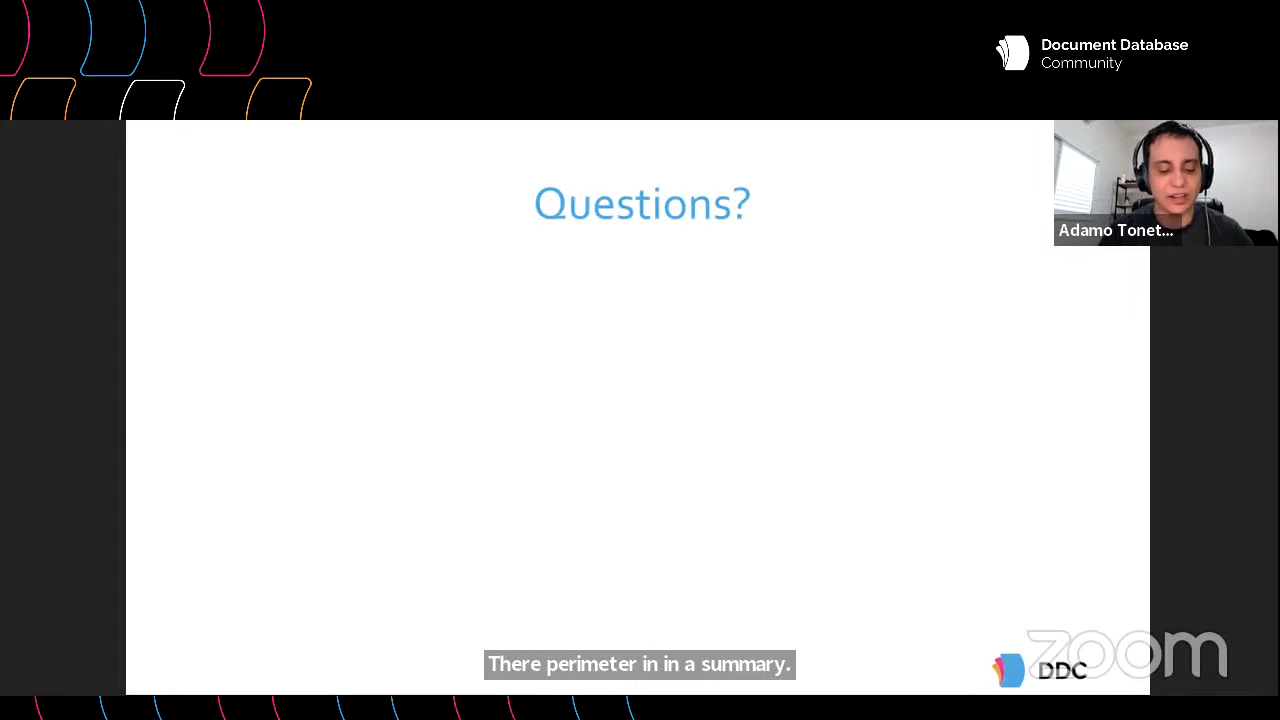 Document Database
Community
Questions?
Adamo Tonet...
There perimeter in in a summary.
DDC
zoom